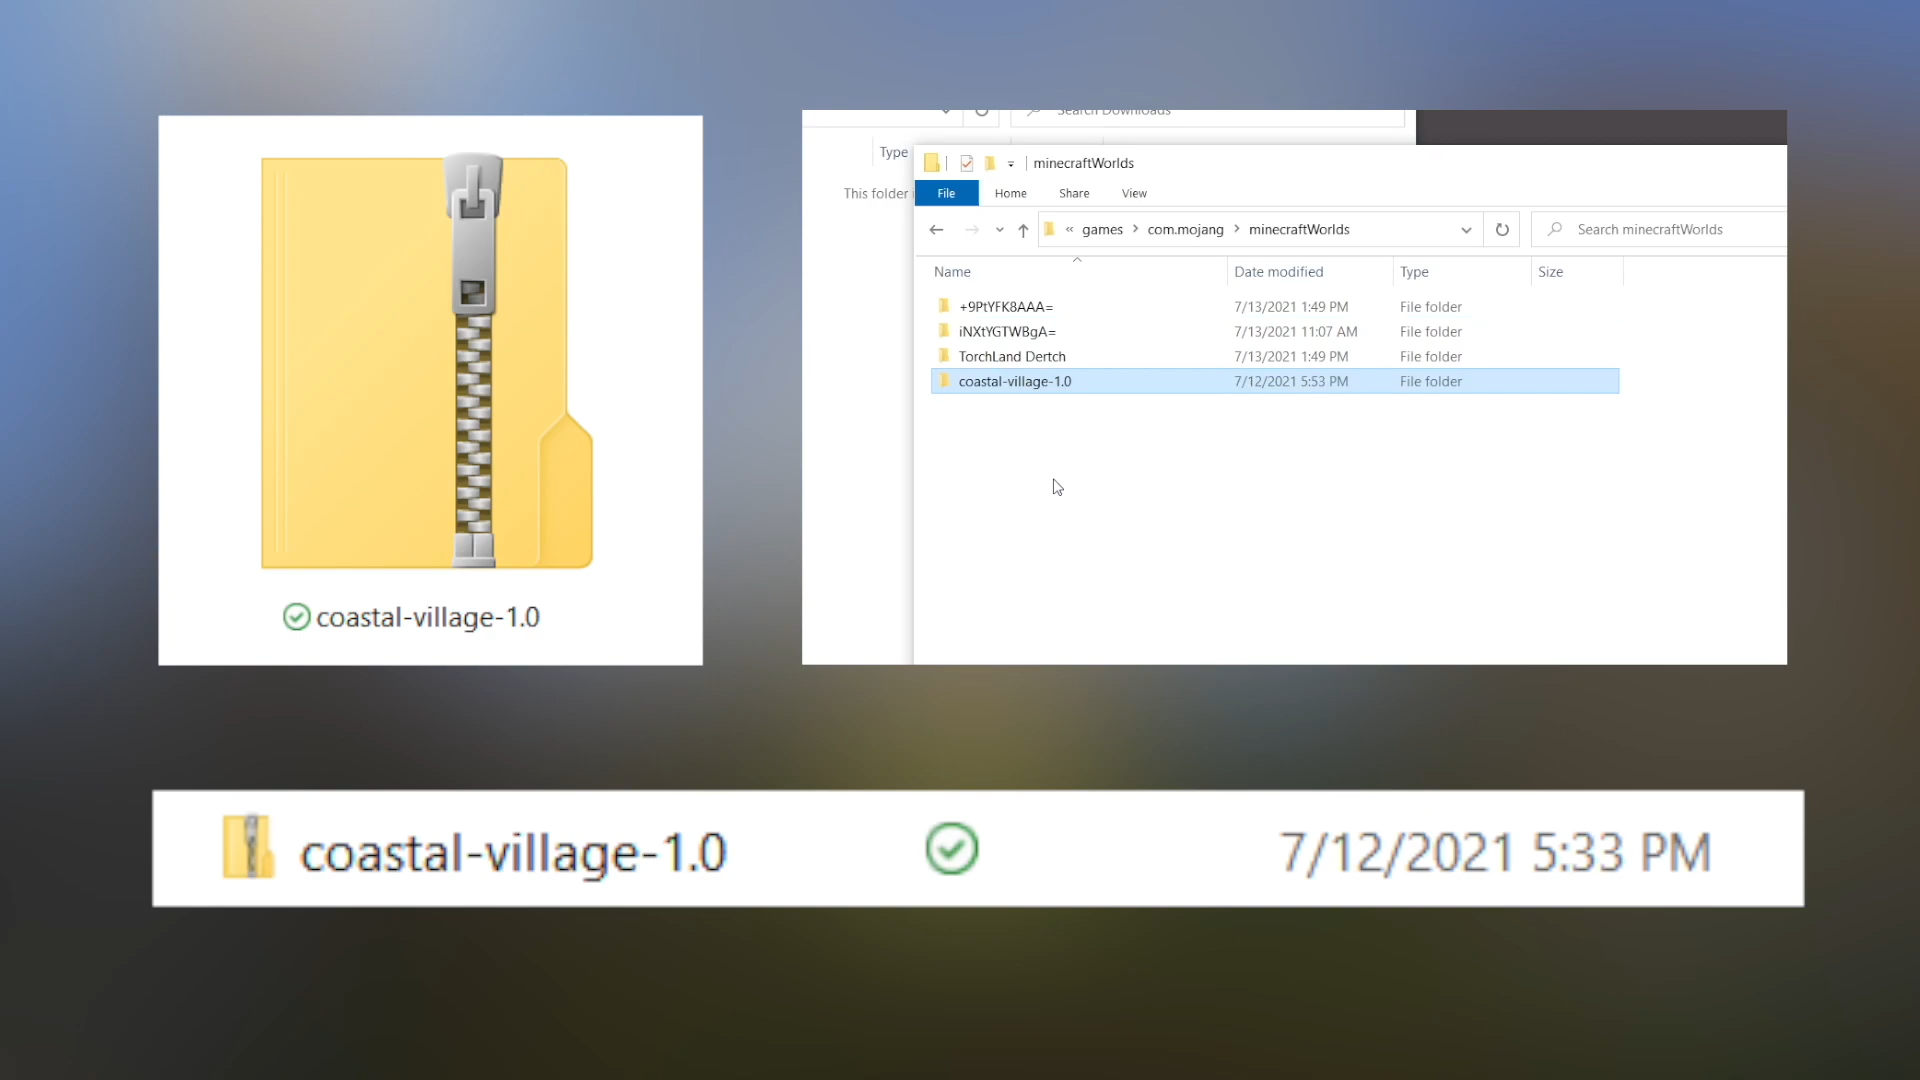 coastal-village-1.0
Search Downloads
Type
This folder
minecraftWorlds
File Home Share View
« games > com.mojang > minecraftWorlds
Search minecraftWorlds
Name Date modified Type Size
+9PtYFK8AAA= 7/13/2021 1:49 PM File folder
iNXtYGTWBgA= 7/13/2021 11:07 AM File folder
TorchLand Dertch 7/13/2021 1:49 PM File folder
coastal-village-1.0 7/12/2021 5:53 PM File folder
coastal-village-1.0 7/12/2021 5:33 PM